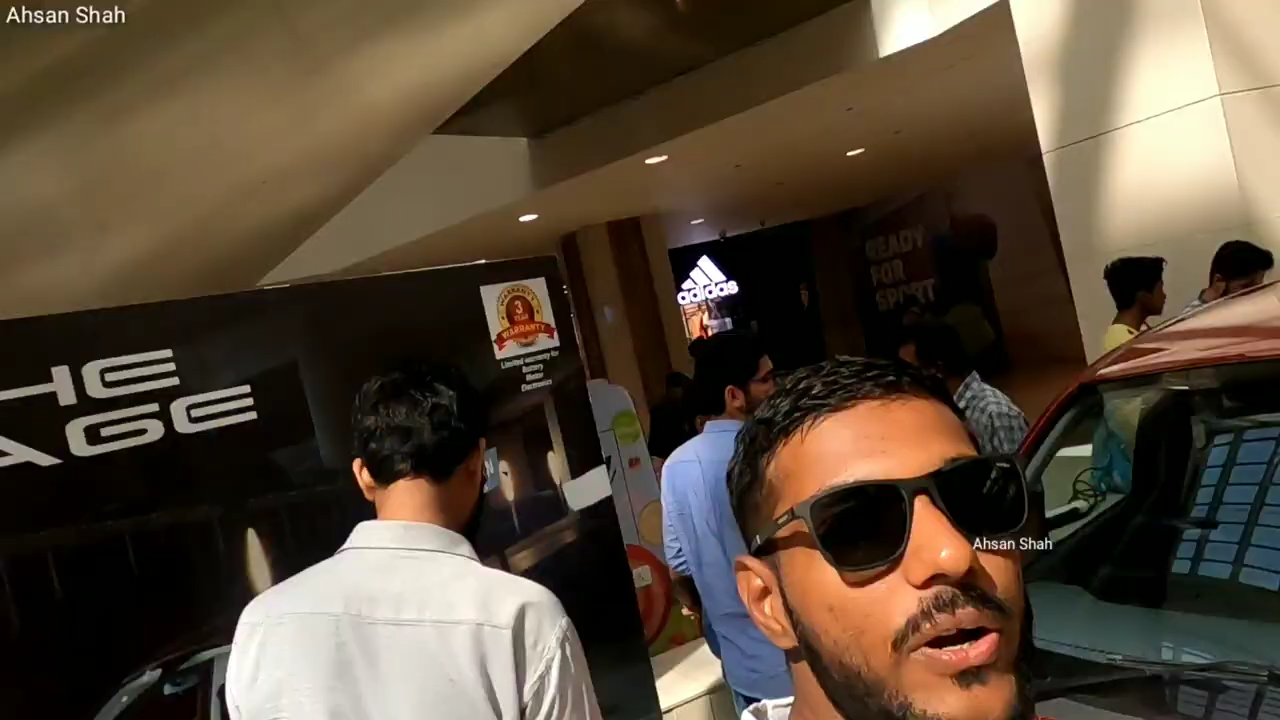 Ahsan Shah
HE
AGE
WARRANTY
3
YEAR
WARRANTY
Limited warranty for
Battery
Motor
Electronics
adidas
READY
FOR
SPORT
Ahsan Shah